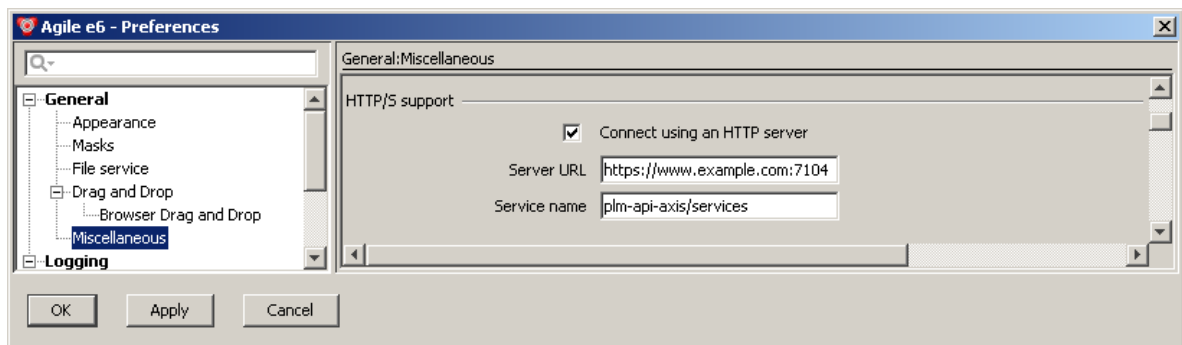 Agile e6 - Preferences
General
Appearance
Masks
File service
Drag and Drop
Browser Drag and Drop
Miscellaneous
Logging
General:Miscellaneous
HTTP/S support
Connect using an HTTP server
Server URL https://www.example.com:7104
Service name plm-api-axis/services
OK Apply Cancel